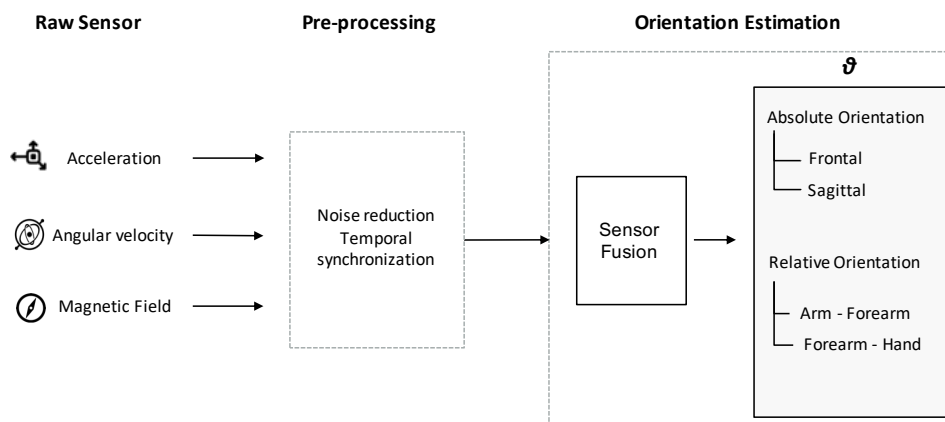 Raw Sensor
Pre-processing
Orientation Estimation
ϑ
Acceleration
Angular velocity
Magnetic Field
Noise reduction
Temporal
synchronization
Sensor
Fusion
Absolute Orientation
Frontal
Sagittal
Relative Orientation
Arm - Forearm
Forearm - Hand